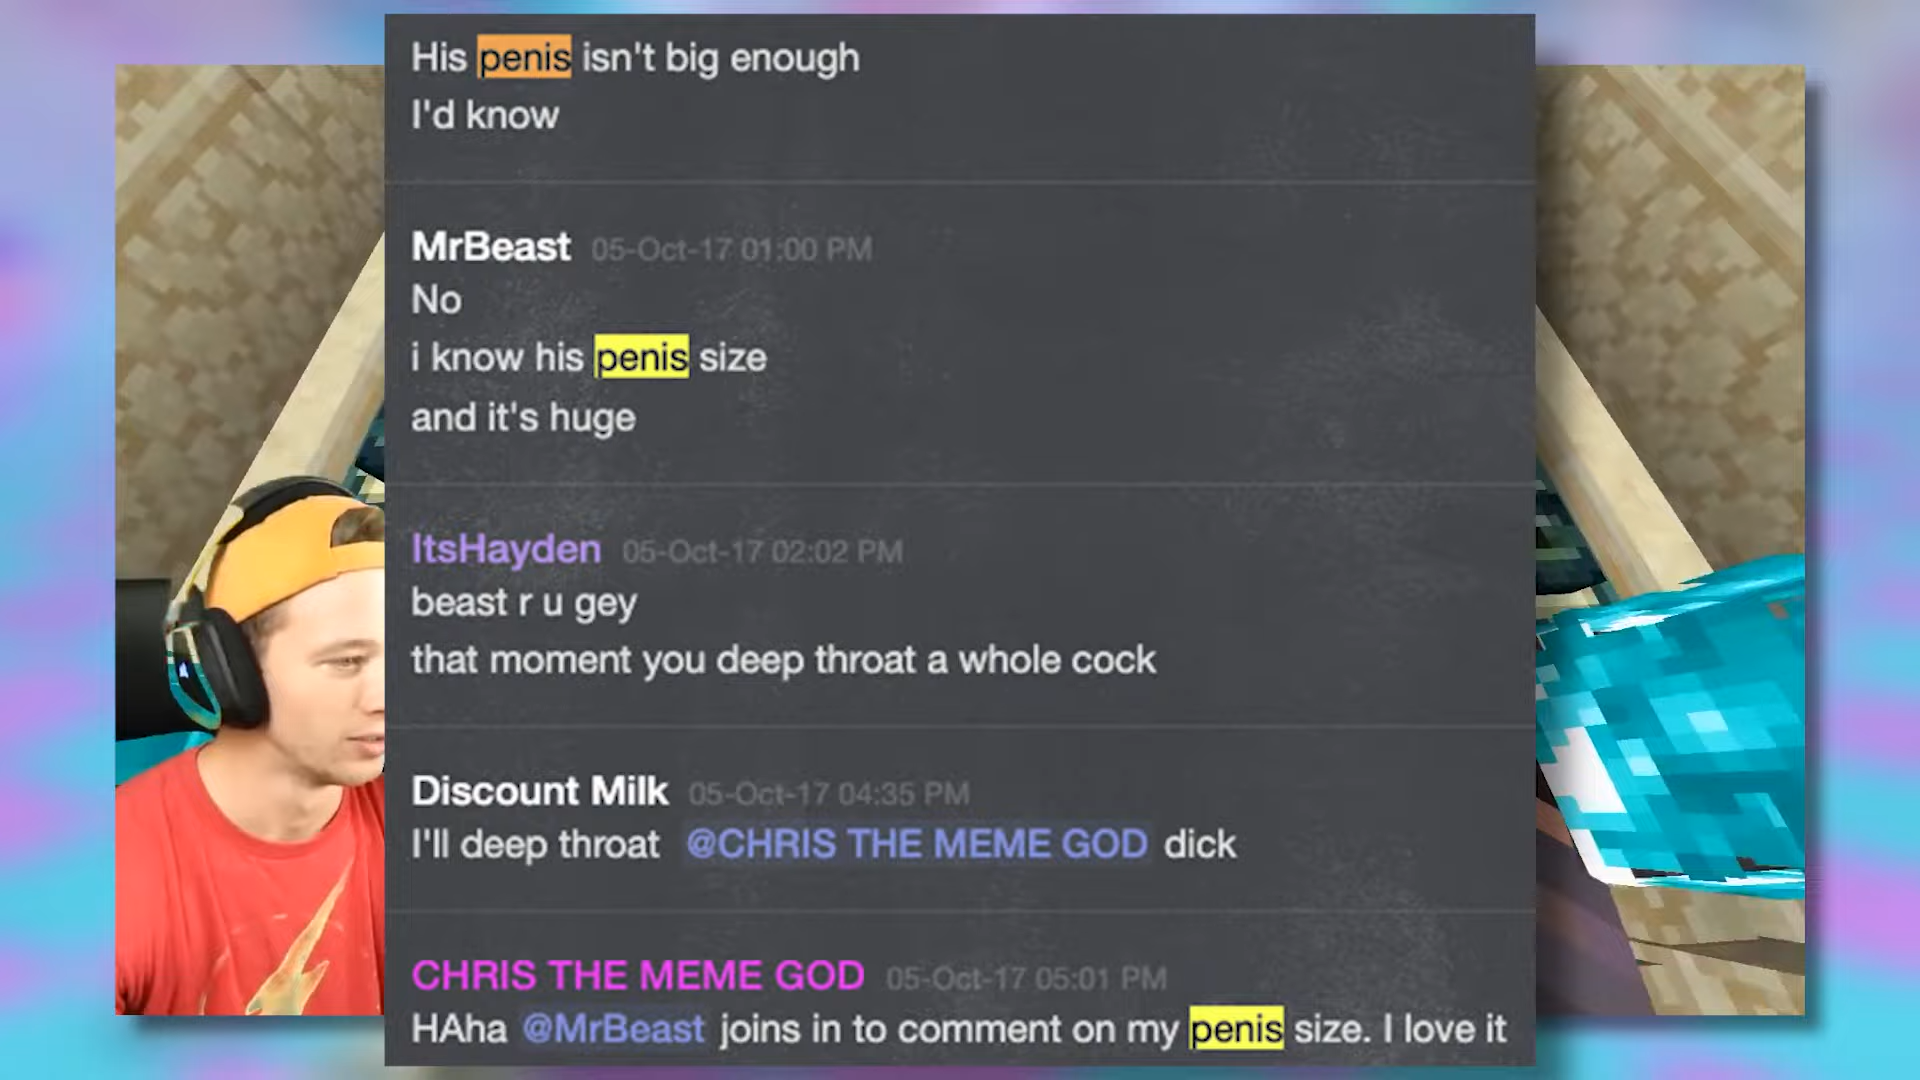 His penis isn't big enough
I'd know
MrBeast 05-Oct-17 01:00 PM
No
i know his penis size
and it's huge
ItsHayden 05-Oct-17 02:02 PM
beast r u gey
that moment you deep throat a whole cock
Discount Milk 05-Oct-17 04:35 PM
I'll deep throat @CHRIS THE MEME GOD dick
CHRIS THE MEME GOD 05-Oct-17 05:01 PM
HAha @MrBeast joins in to comment on my penis size. I love it